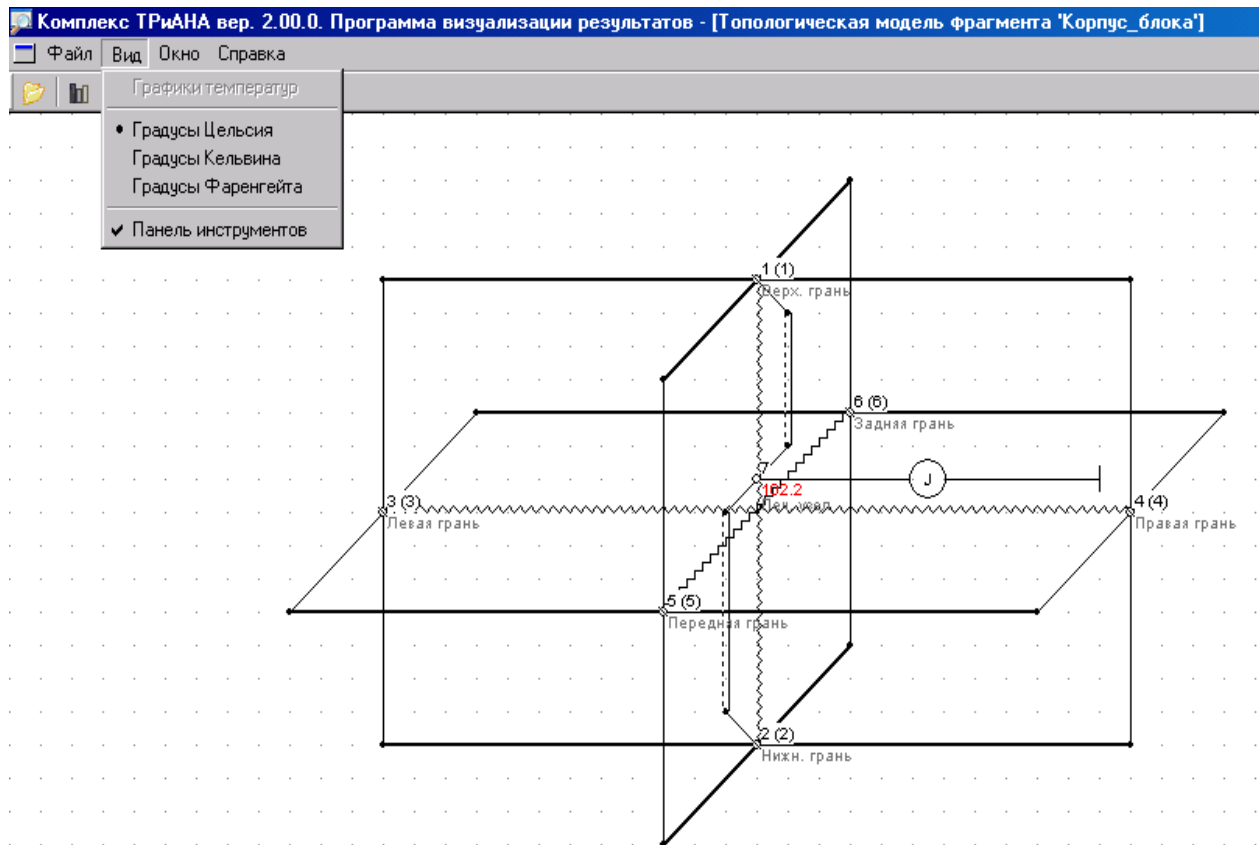 Комплекс ТРиАНА вер. 2.00.0. Программа визуализации результатов - [Топологическая модель фрагмента 'Корпус_блока']
Файл Вид Окно Справка
Графики температур
Градусы Цельсия
Градусы Кельвина
Градусы Фаренгейта
Панель инструментов
1 (1)
Верх. грань
6 (6)
Задняя грань
7
J
3 (3)
Левая грань
4 (4)
Правая грань
5 (5)
Передняя грань
2 (2)
Нижн. грань